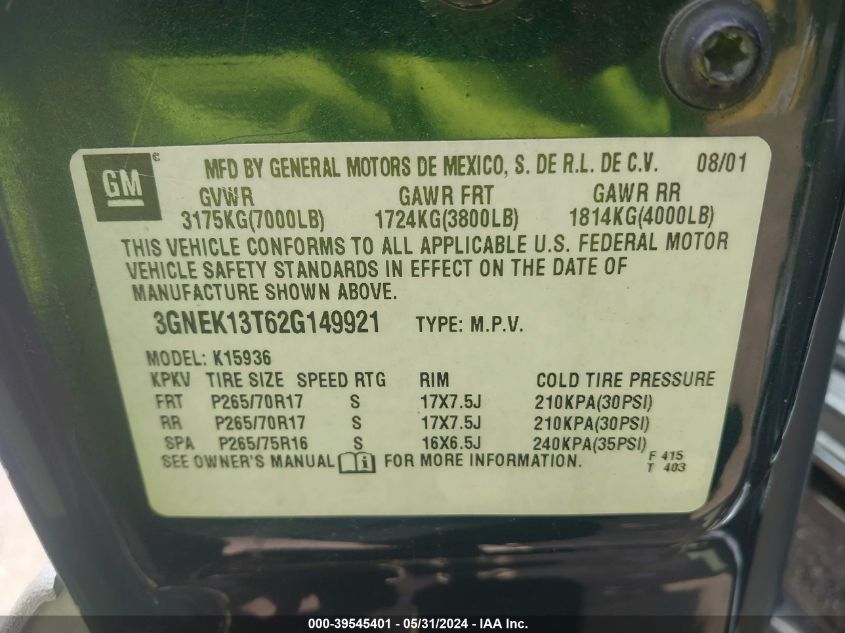 GM © MFD BY GENERAL MOTORS DE MEXICO, S. DE R.L. DE C.V. 08/01
GVWR GAWR FRT GAWR RR
3175KG(7000LB) 1724KG(3800LB) 1814KG(4000LB)
THIS VEHICLE CONFORMS TO ALL APPLICABLE U.S. FEDERAL MOTOR
VEHICLE SAFETY STANDARDS IN EFFECT ON THE DATE OF
MANUFACTURE SHOWN ABOVE.
3GNEK13T62G149921 TYPE: M.P.V.
MODEL: K15936
KPKV TIRE SIZE SPEED RTG RIM COLD TIRE PRESSURE
FRT P265/70R17 S 17X7.5J 210KPA(30PSI)
RR P265/70R17 S 17X7.5J 210KPA(30PSI)
SPA P265/75R16 S 16X6.5J 240KPA(35PSI)
SEE OWNER'S MANUAL FOR MORE INFORMATION. F 415
T 403
000-39545401 - 05/31/2024 - IAA Inc.